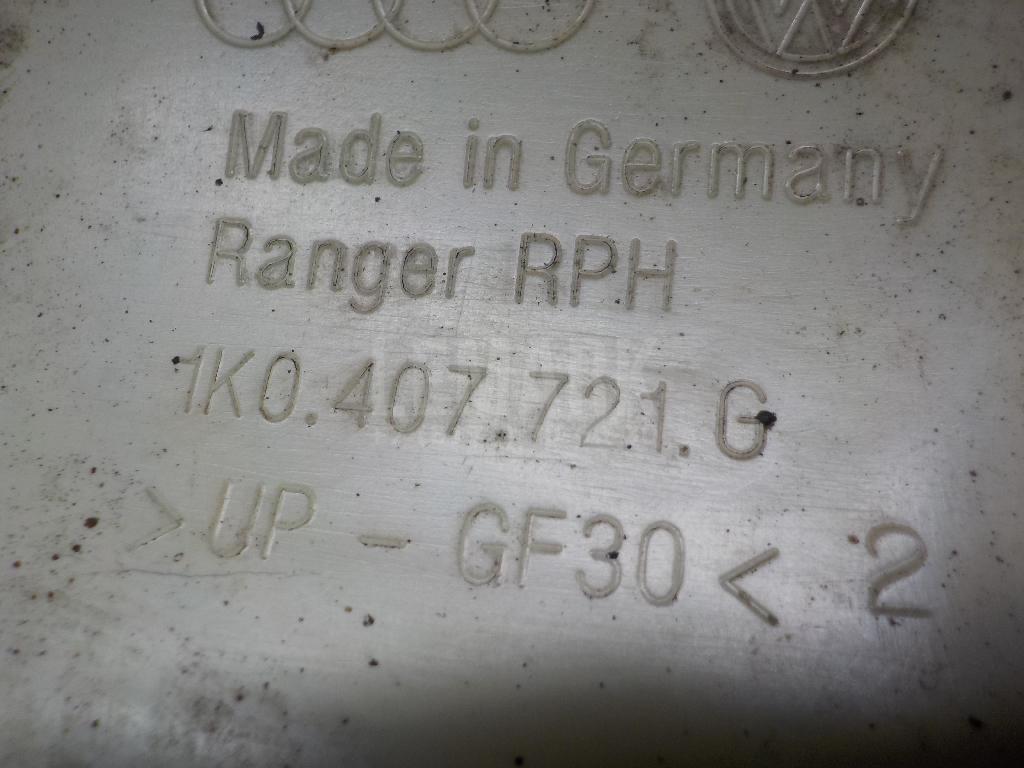 Made in Germany
Ranger RPH
1K0.407.721.G
>UP-GF30< 2